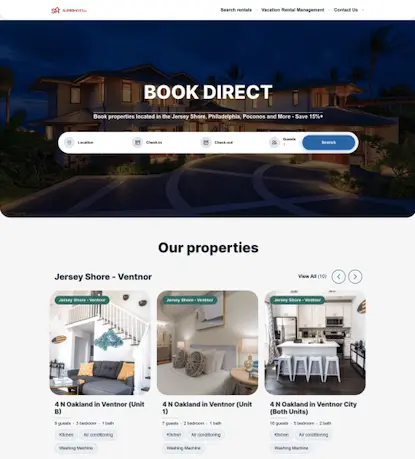 Search rentals
Vacation Rental Management
Contact Us
BOOK DIRECT
Book properties located in the Jersey Shore, Philadelphia, Poconos and More - Save 15%+
Location
Check in
Check out
Guests
Search
Our properties
Jersey Shore - Ventnor
View All (10)
Jersey Shore - Ventnor
Jersey Shore - Ventnor
Jersey Shore - Ventnor
4 N Oakland in Ventnor (Unit B)
9 guests · 3 bedroom · 1 bath
Kitchen
Air conditioning
Washing Machine
4 N Oakland in Ventnor (Unit 1)
7 guests · 2 bedroom · 1 bath
Kitchen
Air conditioning
Washing Machine
4 N Oakland in Ventnor City (Both Units)
16 guests · 5 bedroom · 2 bath
Kitchen
Air conditioning
Washing Machine